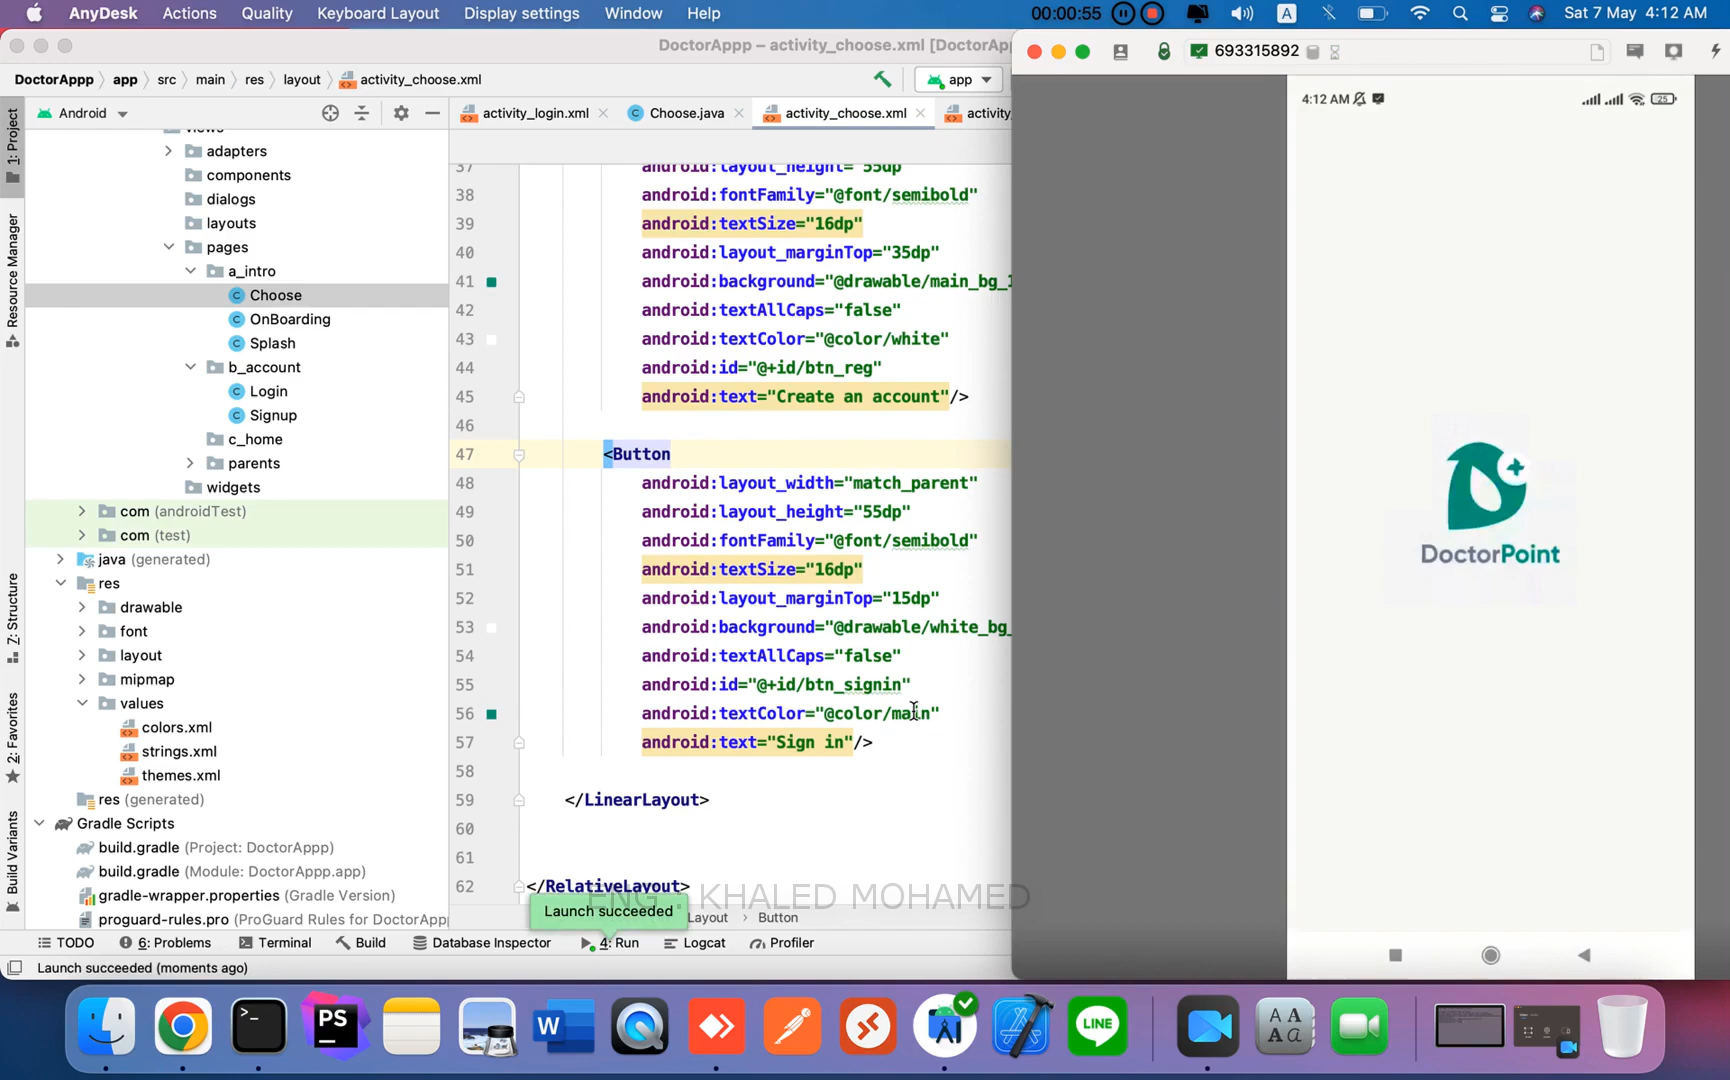 AnyDesk Actions Quality Keyboard Layout Display settings Window Help 00:00:55 A Sat 7 May 4:12 AM
DoctorAppp – activity_choose.xml [DoctorApp
693315892
DoctorAppp app src main res layout activity_choose.xml app
Android
activity_login.xml Choose.java activity_choose.xml activity
1: Project
Resource Manager
7: Structure
2: Favorites
Build Variants
views
adapters
components
dialogs
layouts
pages
a_intro
Choose
OnBoarding
Splash
b_account
Login
Signup
c_home
parents
widgets
com (androidTest)
com (test)
java (generated)
res
drawable
font
layout
mipmap
values
colors.xml
strings.xml
themes.xml
res (generated)
Gradle Scripts
build.gradle (Project: DoctorAppp)
build.gradle (Module: DoctorAppp.app)
gradle-wrapper.properties (Gradle Version)
proguard-rules.pro (ProGuard Rules for DoctorApp
37 android:layout_height="55dp
38 android:fontFamily="@font/semibold"
39 android:textSize="16dp"
40 android:layout_marginTop="35dp"
41 android:background="@drawable/main_bg_1
42 android:textAllCaps="false"
43 android:textColor="@color/white"
44 android:id="@+id/btn_reg"
45 android:text="Create an account"/>
46
47 <Button
48 android:layout_width="match_parent"
49 android:layout_height="55dp"
50 android:fontFamily="@font/semibold"
51 android:textSize="16dp"
52 android:layout_marginTop="15dp"
53 android:background="@drawable/white_bg_
54 android:textAllCaps="false"
55 android:id="@+id/btn_signin"
56 android:textColor="@color/main"
57 android:text="Sign in"/>
58
59 </LinearLayout>
60
61
62 </RelativeLayout>
ENG : KHALED MOHAMED
Launch succeeded
Layout Button
TODO 6: Problems Terminal Build Database Inspector 4: Run Logcat Profiler
Launch succeeded (moments ago)
4:12 AM 25
DoctorPoint
>_ PS W LINE A A A a